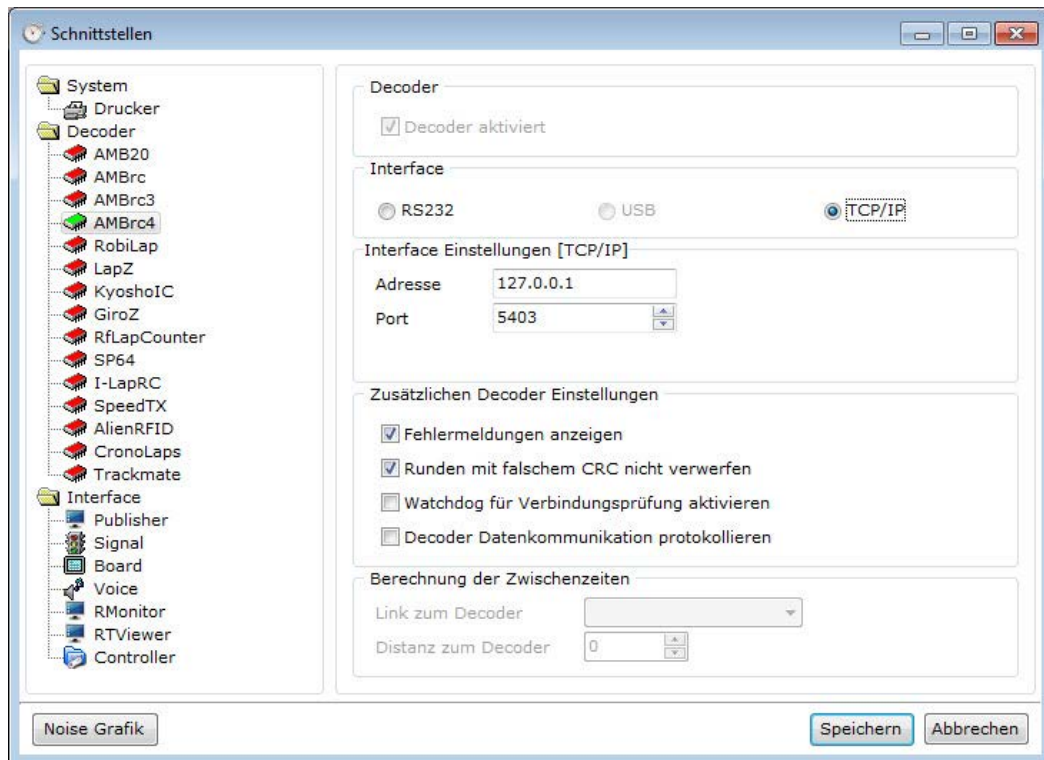 Schnittstellen
System
Drucker
Decoder
AMB20
AMBrc
AMBrc3
AMBrc4
RobiLap
LapZ
KyoshoIC
GiroZ
RfLapCounter
SP64
I-LapRC
SpeedTX
AlienRFID
CronoLaps
Trackmate
Interface
Publisher
Signal
Board
Voice
RMonitor
RTViewer
Controller
Decoder
Decoder aktiviert
Interface
RS232 USB TCP/IP
Interface Einstellungen [TCP/IP]
Adresse 127.0.0.1
Port 5403
Zusätzlichen Decoder Einstellungen
Fehlermeldungen anzeigen
Runden mit falschem CRC nicht verwerfen
Watchdog für Verbindungsprüfung aktivieren
Decoder Datenkommunikation protokollieren
Berechnung der Zwischenzeiten
Link zum Decoder
Distanz zum Decoder 0
Noise Grafik Speichern Abbrechen